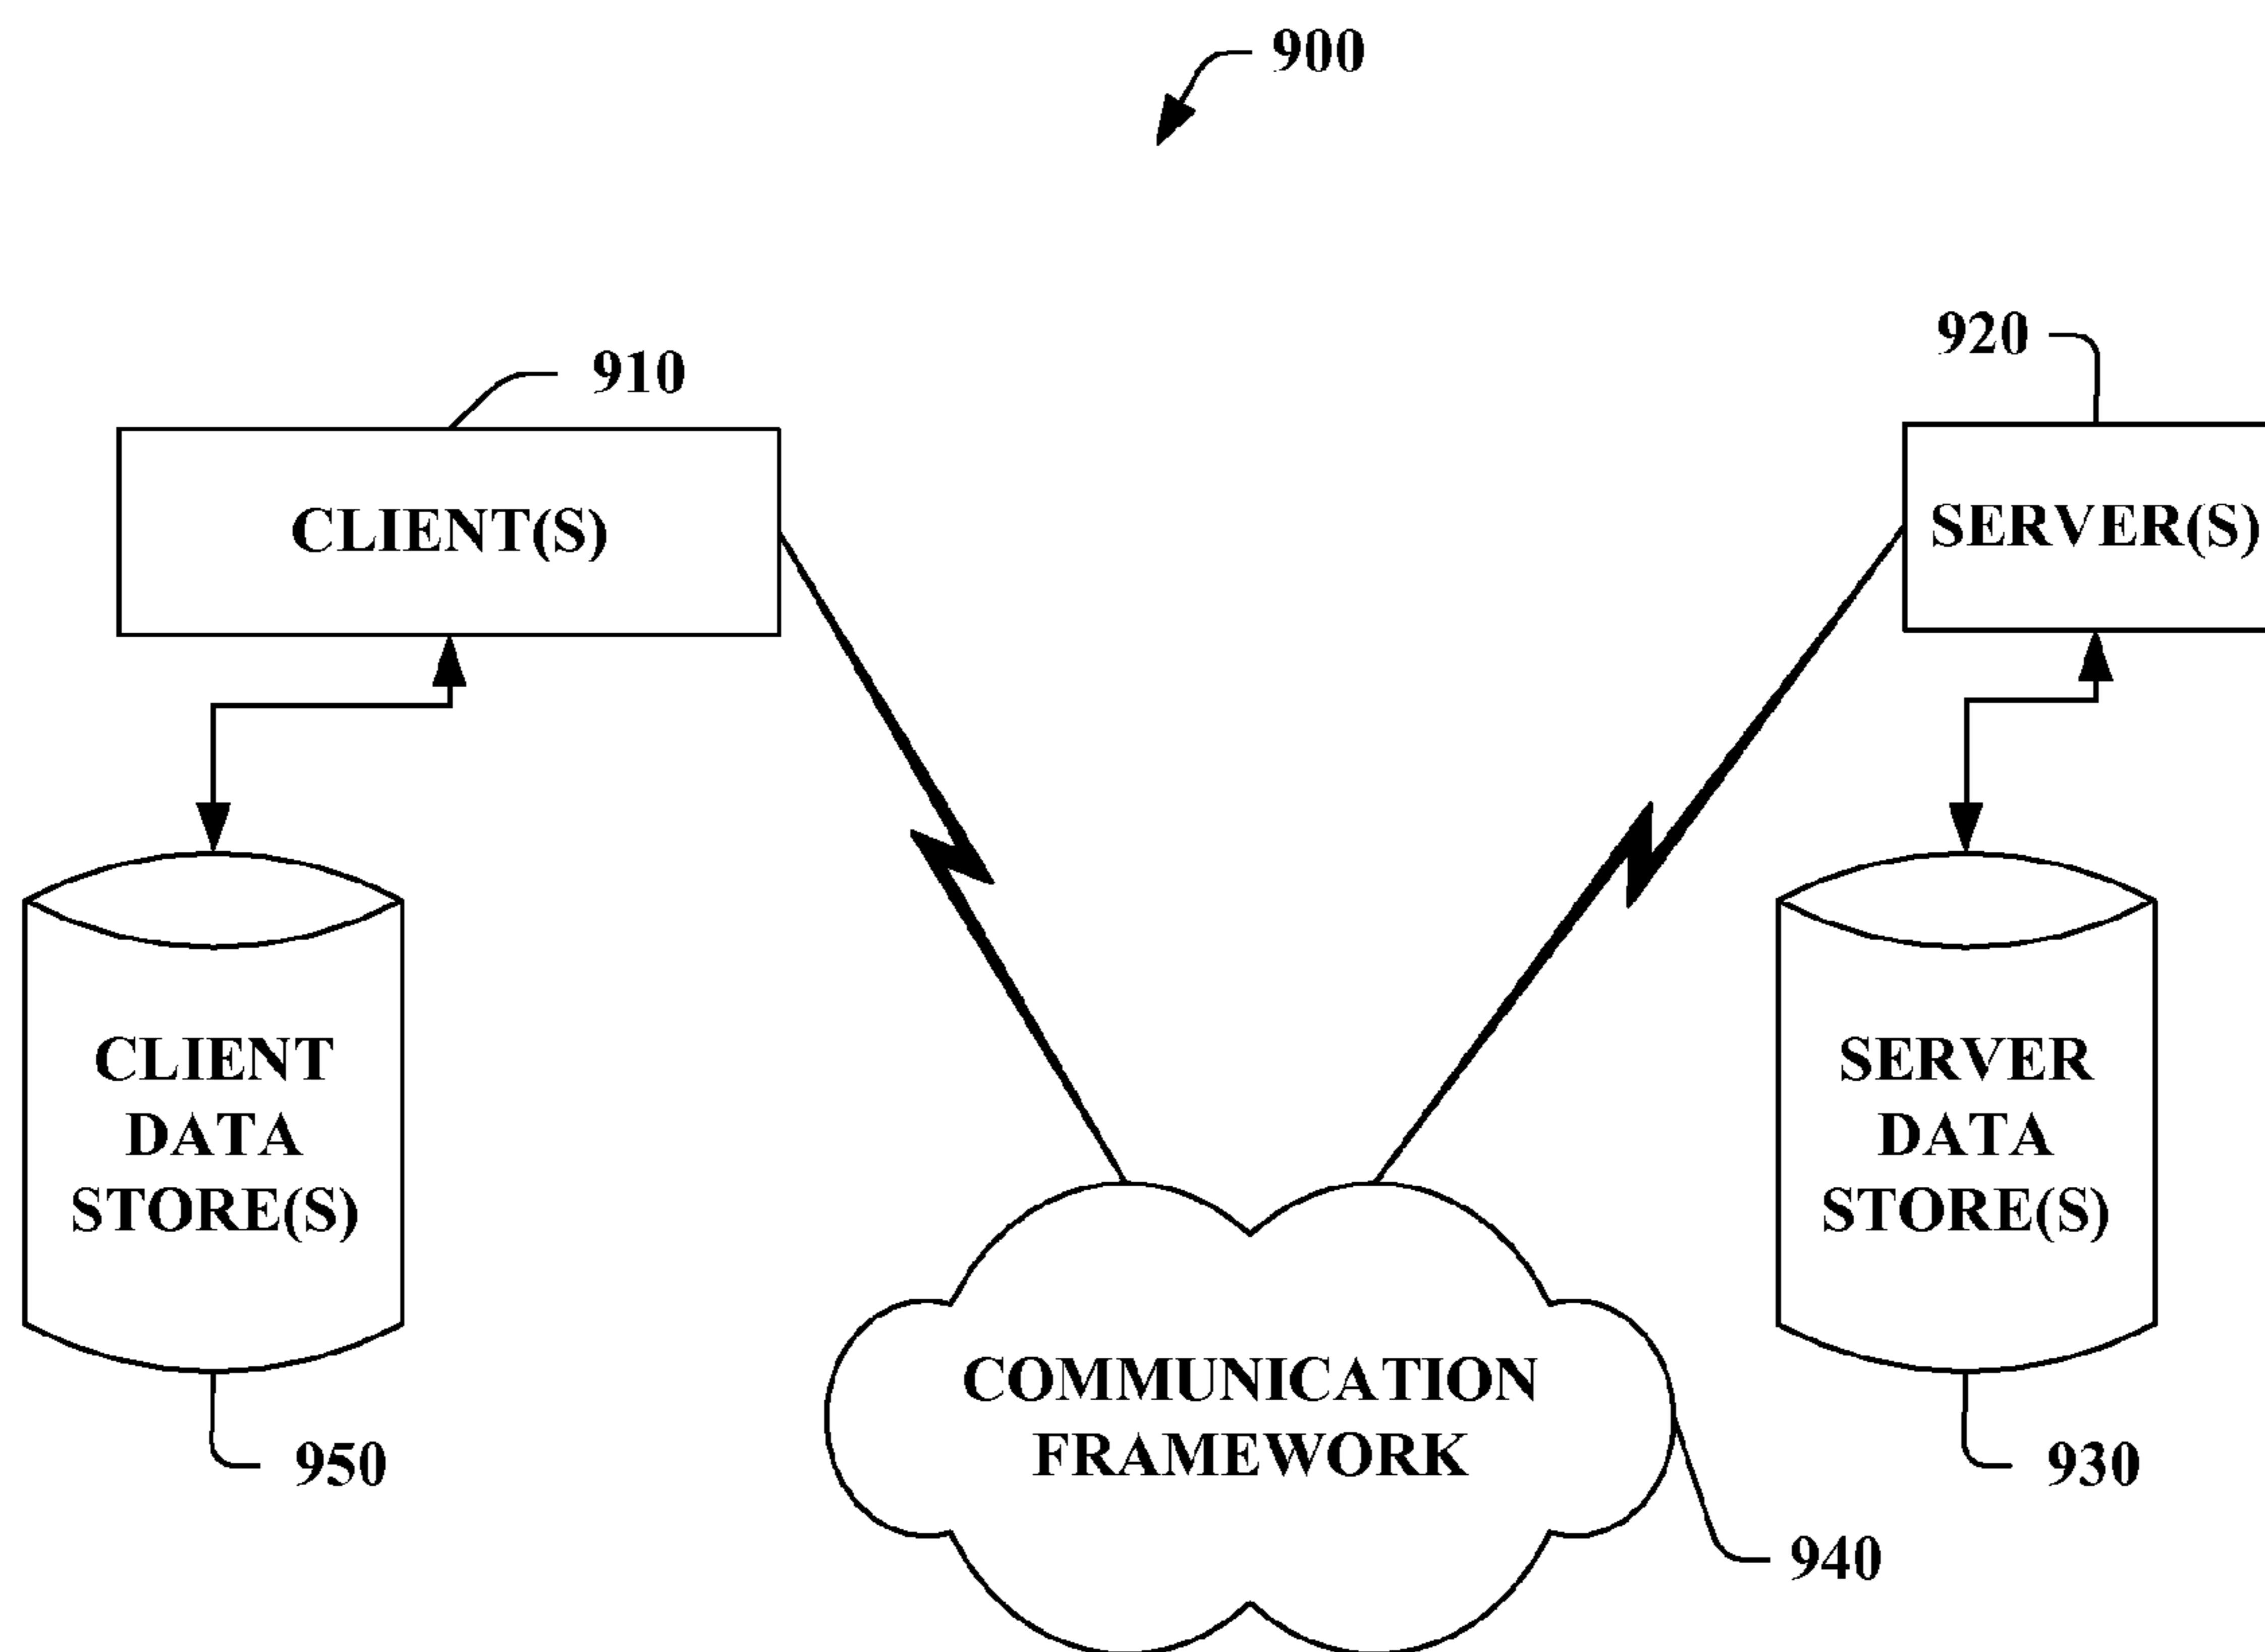 900
910
920
CLIENT(S)
SERVER(S)
CLIENT
DATA
STORE(S)
SERVER
DATA
STORE(S)
COMMUNICATION
FRAMEWORK
950
930
940